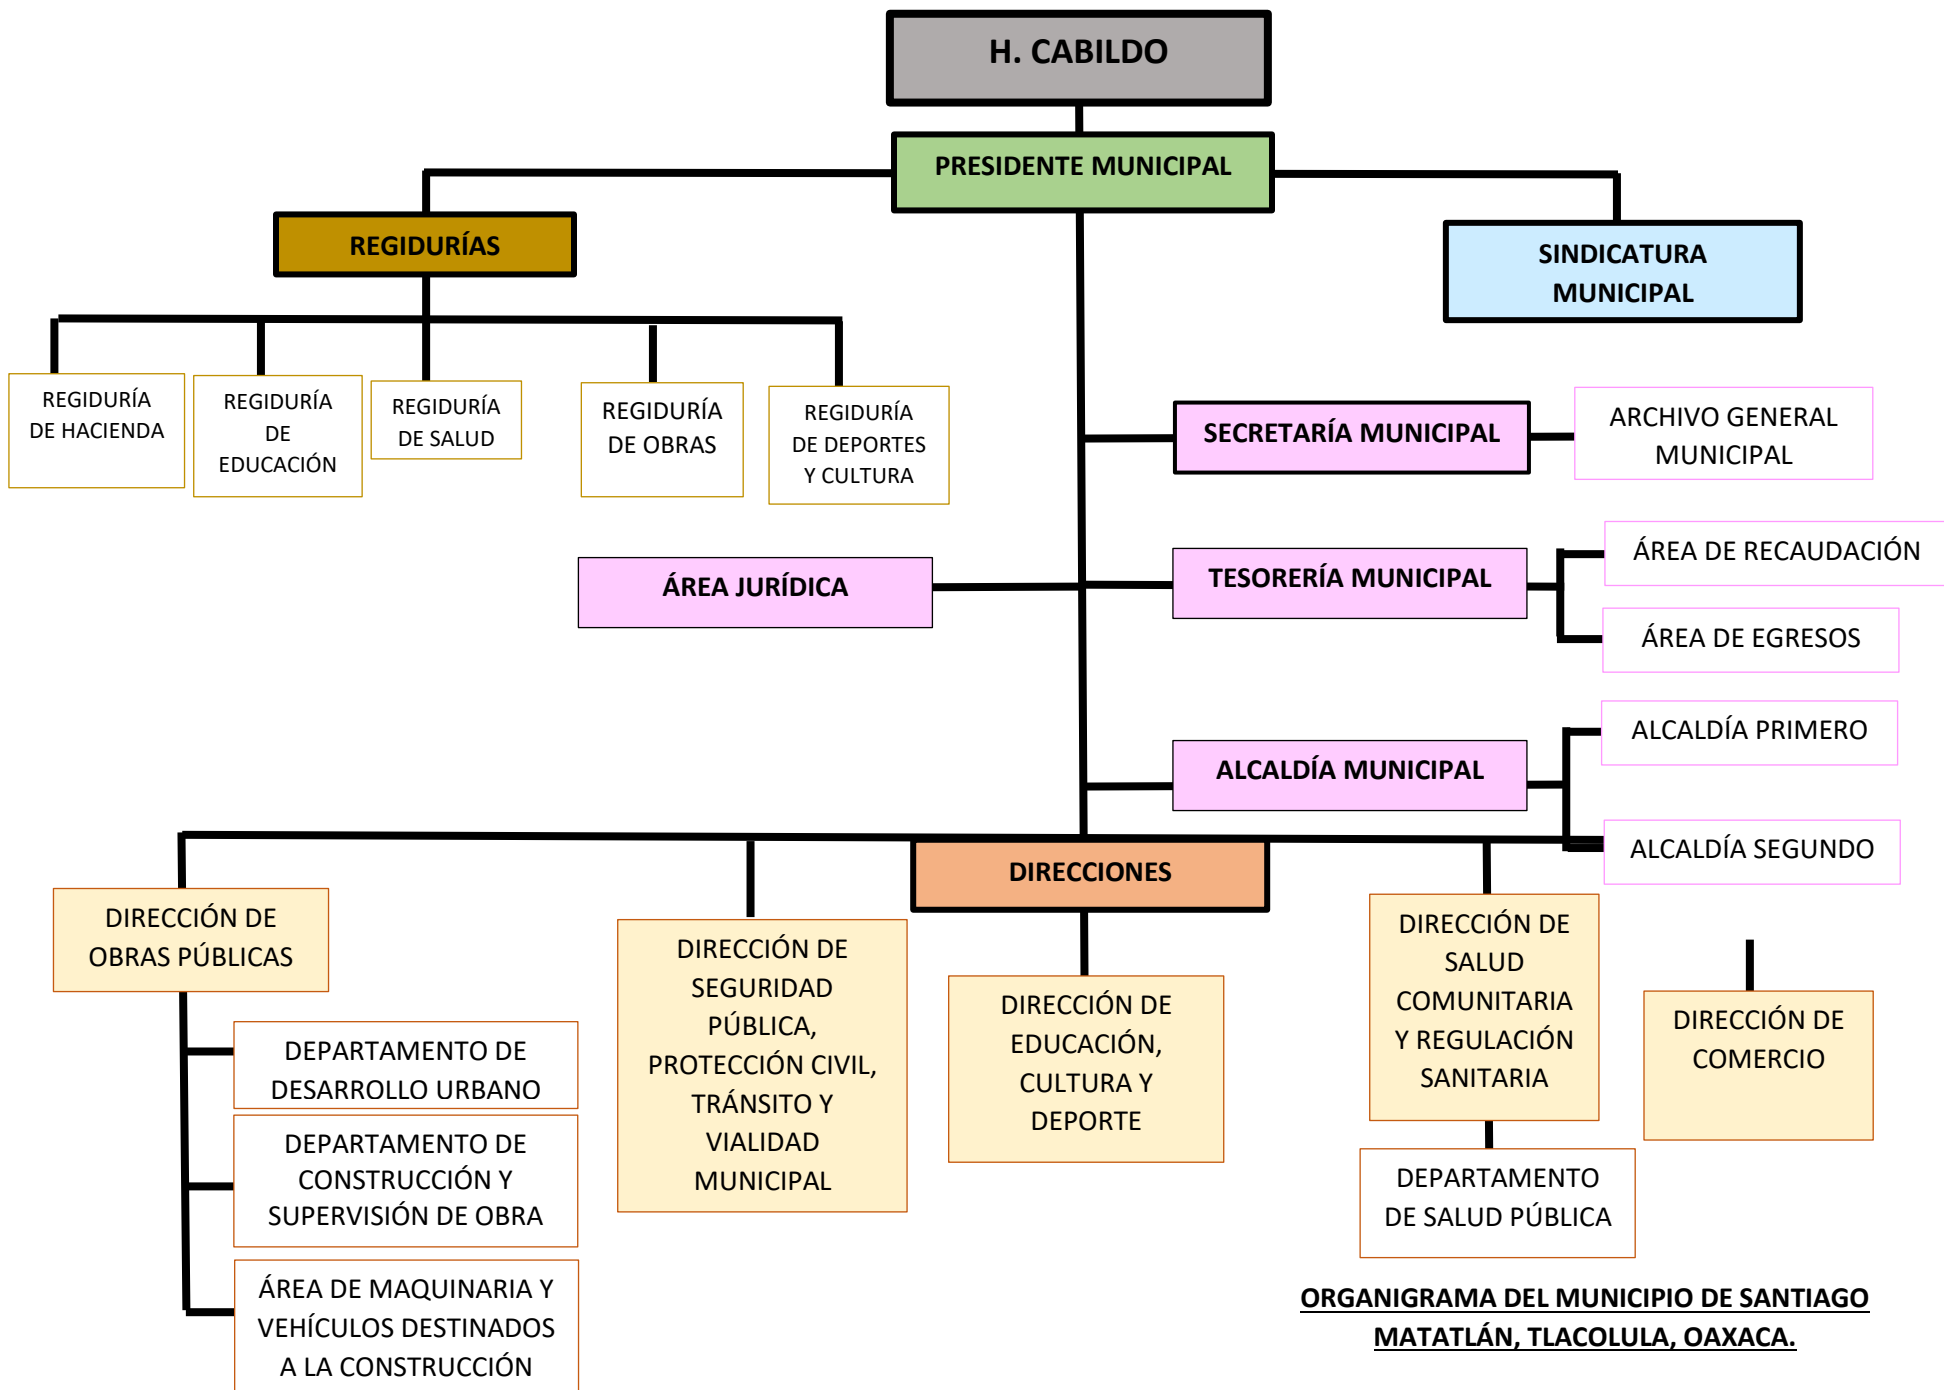 H. CABILDO
PRESIDENTE MUNICIPAL
REGIDURÍAS
SINDICATURA
MUNICIPAL
REGIDURÍA
DE HACIENDA
REGIDURÍA
DE
EDUCACIÓN
REGIDURÍA
DE SALUD
REGIDURÍA
DE OBRAS
REGIDURÍA
DE DEPORTES
Y CULTURA
SECRETARÍA MUNICIPAL
ARCHIVO GENERAL
MUNICIPAL
ÁREA JURÍDICA
TESORERÍA MUNICIPAL
ÁREA DE RECAUDACIÓN
ÁREA DE EGRESOS
ALCALDÍA MUNICIPAL
ALCALDÍA PRIMERO
ALCALDÍA SEGUNDO
DIRECCIONES
DIRECCIÓN DE
OBRAS PÚBLICAS
DEPARTAMENTO DE
DESARROLLO URBANO
DEPARTAMENTO DE
CONSTRUCCIÓN Y
SUPERVISIÓN DE OBRA
ÁREA DE MAQUINARIA Y
VEHÍCULOS DESTINADOS
A LA CONSTRUCCIÓN
DIRECCIÓN DE
SEGURIDAD
PÚBLICA,
PROTECCIÓN CIVIL,
TRÁNSITO Y
VIALIDAD
MUNICIPAL
DIRECCIÓN DE
EDUCACIÓN,
CULTURA Y
DEPORTE
DIRECCIÓN DE
SALUD
COMUNITARIA
Y REGULACIÓN
SANITARIA
DEPARTAMENTO
DE SALUD PÚBLICA
DIRECCIÓN DE
COMERCIO
ORGANIGRAMA DEL MUNICIPIO DE SANTIAGO
MATATLÁN, TLACOLULA, OAXACA.